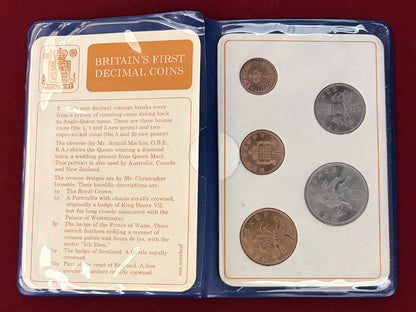 BRITAIN'S FIRST
DECIMAL COINS
Britain's new decimal coinage breaks away
from a system of counting coins dating back
to Anglo-Saxon times. There are three bronze
coins (the ½, 1 and 2 new pence) and two
cupro-nickel coins (the 5 and 10 new pence).
The obverse (by Mr. Arnold Machin, O.B.E.,
R.A.) shows the Queen wearing a diamond
tiara, a wedding present from Queen Mary.
This portrait is also used by Australia, Canada
and New Zealand.
The reverse designs are by Mr. Christopher
Ironside. Their heraldic descriptions are:
½p The Royal Crown.
1p A Portcullis with chains royally crowned,
originally a badge of King Henry VII,
but for long closely associated with the
Palace of Westminster.
2p The badge of the Prince of Wales. Three
ostrich feathers enfiling a coronet of
crosses pattée and fleurs de lys, with the
motto "Ich Dien."
5p The badge of Scotland. A thistle royally
crowned.
10p Part of the crest of England. A lion
passant guardant royally crowned.
see overleaf